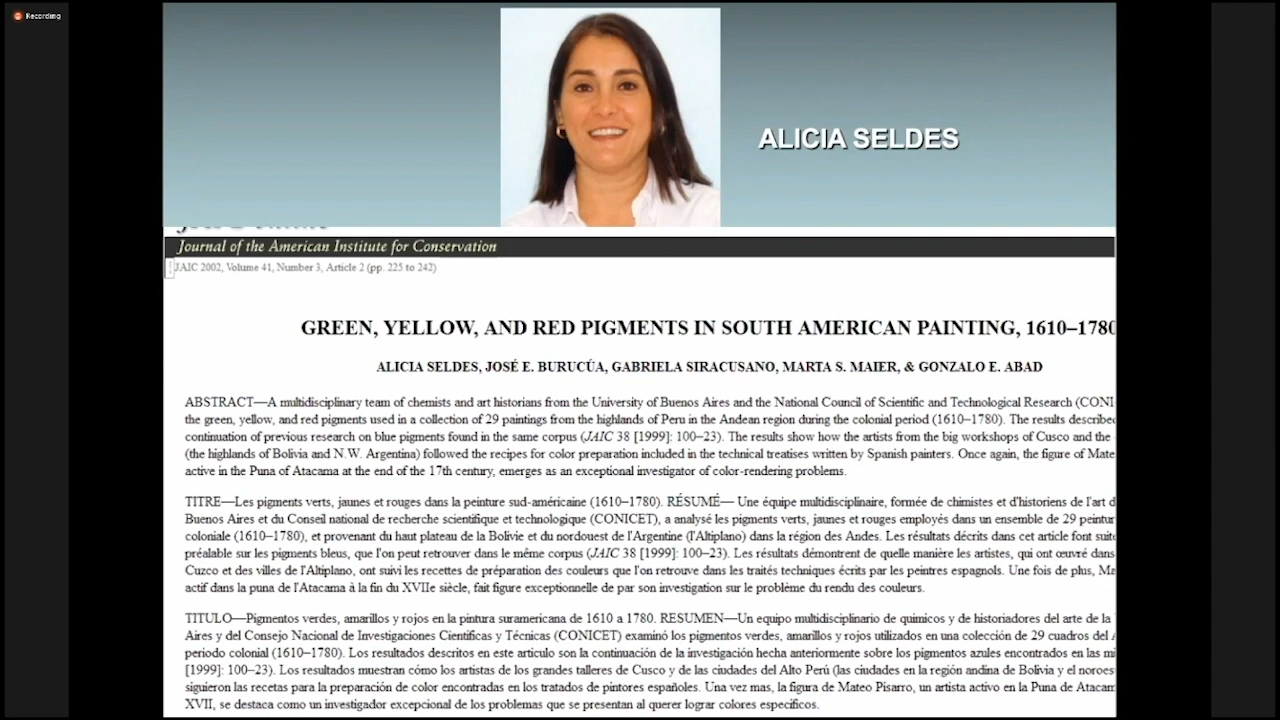 Recording
ALICIA SELDES
Journal of the American Institute for Conservation
JAIC 2002, Volume 41, Number 3, Article 2 (pp. 225 to 242)
GREEN, YELLOW, AND RED PIGMENTS IN SOUTH AMERICAN PAINTING, 1610–1780
ALICIA SELDES, JOSÉ E. BURUCÚA, GABRIELA SIRACUSANO, MARTA S. MAIER, & GONZALO E. ABAD
ABSTRACT—A multidisciplinary team of chemists and art historians from the University of Buenos Aires and the National Council of Scientific and Technological Research (CONI
the green, yellow, and red pigments used in a collection of 29 paintings from the highlands of Peru in the Andean region during the colonial period (1610–1780). The results describe
continuation of previous research on blue pigments found in the same corpus (JAIC 38 [1999]: 100–23). The results show how the artists from the big workshops of Cusco and the
(the highlands of Bolivia and N.W. Argentina) followed the recipes for color preparation included in the technical treatises written by Spanish painters. Once again, the figure of Mate
active in the Puna of Atacama at the end of the 17th century, emerges as an exceptional investigator of color-rendering problems.
TITRE—Les pigments verts, jaunes et rouges dans la peinture sud-américaine (1610–1780). RÉSUMÉ— Une équipe multidisciplinaire, formée de chimistes et d'historiens de l'art d
Buenos Aires et du Conseil national de recherche scientifique et technologique (CONICET), a analysé les pigments verts, jaunes et rouges employés dans un ensemble de 29 peintur
coloniale (1610–1780), et provenant du haut plateau de la Bolivie et du nordouest de l'Argentine (l'Altiplano) dans la région des Andes. Les résultats décrits dans cet article font suite
préalable sur les pigments bleus, que l'on peut retrouver dans le même corpus (JAIC 38 [1999]: 100–23). Les résultats démontrent de quelle manière les artistes, qui ont œuvré dans
Cuzco et des villes de l'Altiplano, ont suivi les recettes de préparation des couleurs que l'on retrouve dans les traités techniques écrits par les peintres espagnols. Une fois de plus, Ma
actif dans la puna de l'Atacama à la fin du XVIIe siècle, fait figure exceptionnelle de par son investigation sur le problème du rendu des couleurs.
TITULO—Pigmentos verdes, amarillos y rojos en la pintura suramericana de 1610 a 1780. RESUMEN—Un equipo multidisciplinario de quimicos y de historiadores del arte de la
Aires y del Consejo Nacional de Investigaciones Cientificas y Técnicas (CONICET) examinó los pigmentos verdes, amarillos y rojos utilizados en una colección de 29 cuadros del
periodo colonial (1610–1780). Los resultados descritos en este articulo son la continuación de la investigación hecha anteriormente sobre los pigmentos azules encontrados en las mi
[1999]: 100–23). Los resultados muestran cómo los artistas de los grandes talleres de Cusco y de las ciudades del Alto Perú (las ciudades en la región andina de Bolivia y el noroes
siguieron las recetas para la preparación de color encontradas en los tratados de pintores españoles. Una vez mas, la figura de Mateo Pisarro, un artista activo en la Puna de Atacam
XVII, se destaca como un investigador excepcional de los problemas que se presentan al querer lograr colores especificos.